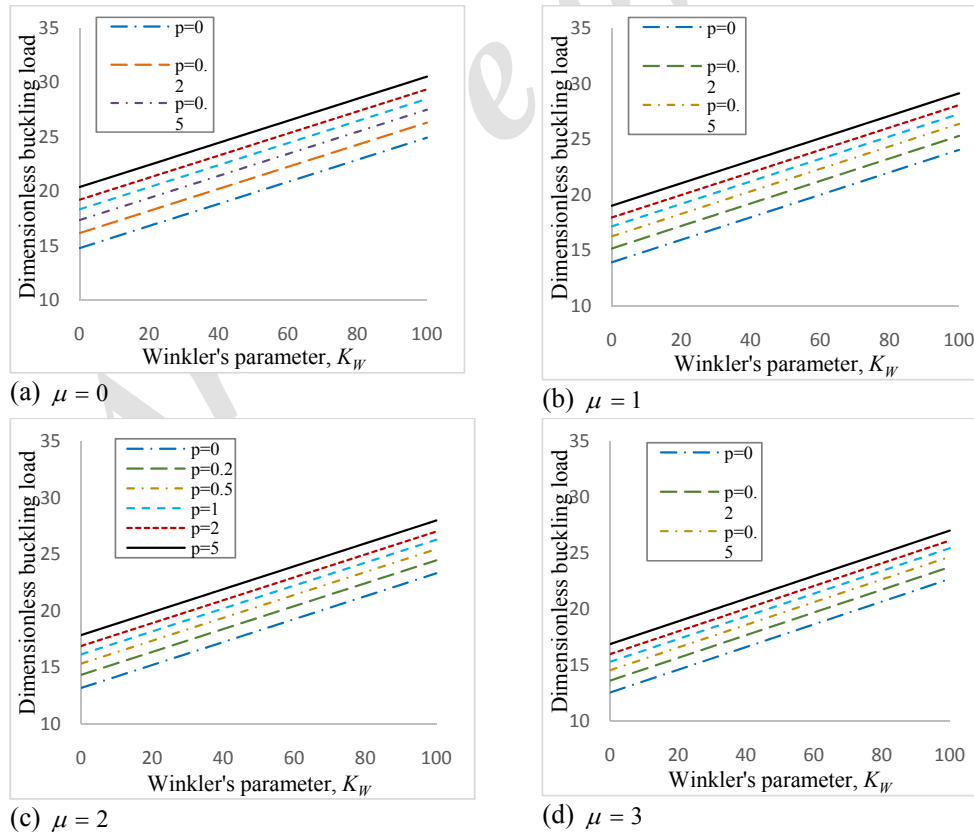 35
30
25
20
15
10
Dimensionless buckling load
p=0
p=0.
2
p=0.
5
0 20 40 60 80 100
Winkler's parameter, K_W
(a) μ = 0
35
30
25
20
15
10
Dimensionless buckling load
p=0
p=0.
2
p=0.
5
0 20 40 60 80 100
Winkler's parameter, K_W
(b) μ = 1
35
30
25
20
15
10
Dimensionless buckling load
p=0
p=0.2
p=0.5
p=1
p=2
p=5
0 20 40 60 80 100
Winkler's parameter, K_W
(c) μ = 2
35
30
25
20
15
10
Dimensionless buckling load
p=0
p=0.
2
p=0.
5
0 20 40 60 80 100
Winkler's parameter, K_W
(d) μ = 3